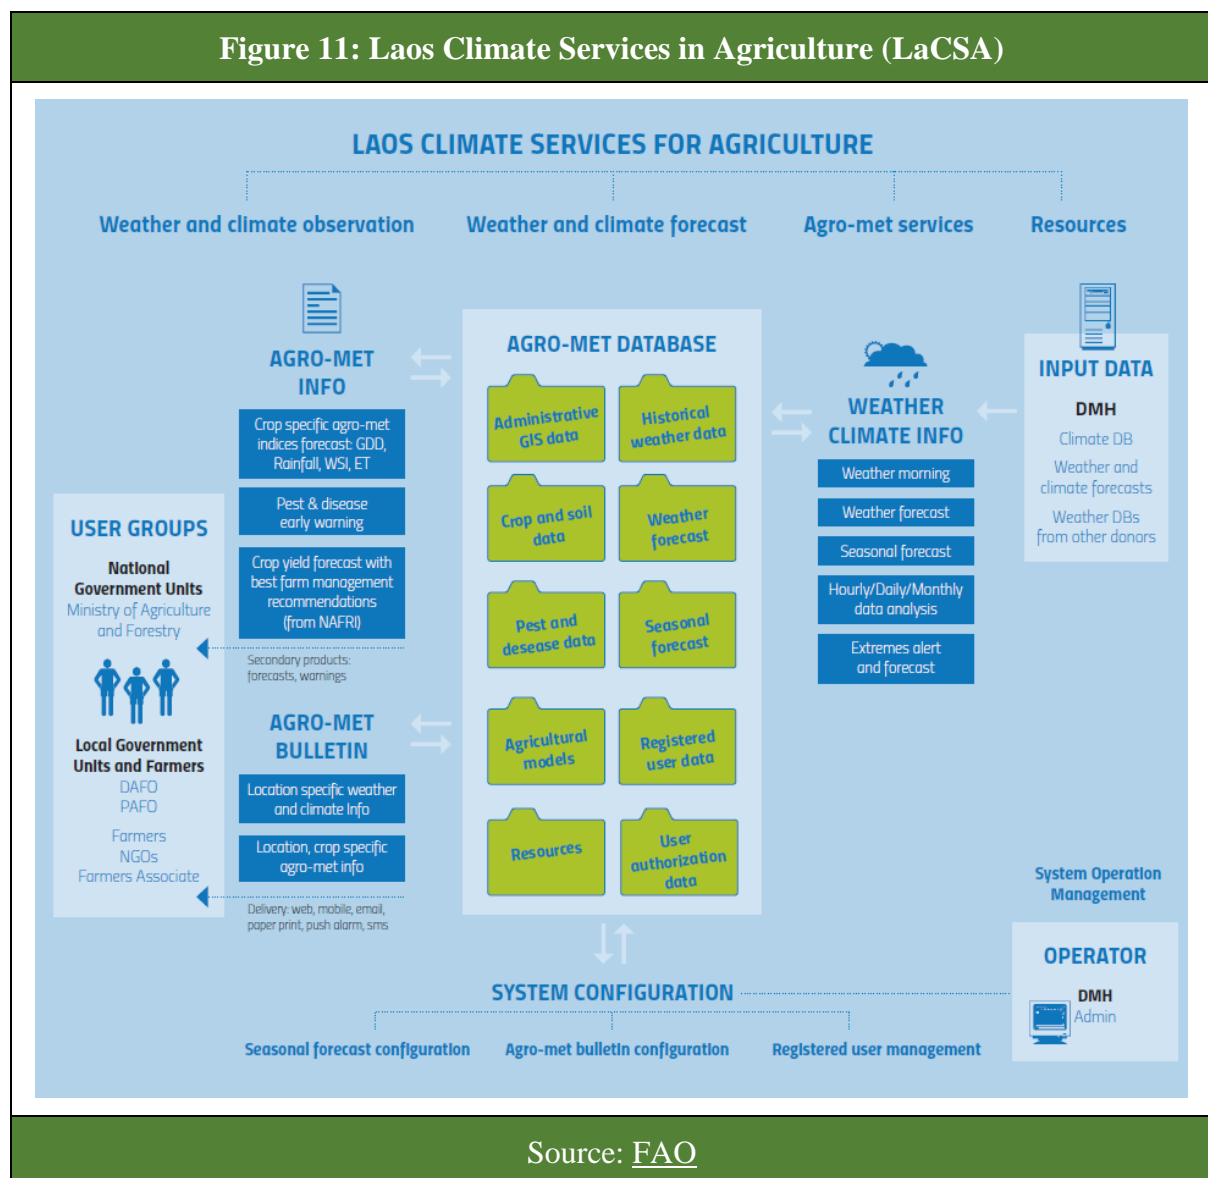 Figure 11: Laos Climate Services in Agriculture (LaCSA)
LAOS CLIMATE SERVICES FOR AGRICULTURE
Weather and climate observation
Weather and climate forecast
Agro-met services
Resources
USER GROUPS
National
Government Units
Ministry of Agriculture
and Forestry
Local Government
Units and Farmers
DAFO
PAFO
Farmers
NGOs
Farmers Associate
AGRO-MET
INFO
Crop specific agro-met
indices forecast: GDD,
Rainfall, WSI, ET
Pest & disease
early warning
Crop yield forecast with
best farm management
recommendations
(from NAFRI)
Secondary products:
forecasts, warnings
AGRO-MET
BULLETIN
Location specific weather
and climate Info
Location, crop specific
agro-met info
Delivery: web, mobile, email,
paper print, push alarm, sms
AGRO-MET DATABASE
Administrative
GIS data
Historical
weather data
Crop and soil
data
Weather
forecast
Pest and
desease data
Seasonal
forecast
Agricultural
models
Registered
user data
Resources
User
authorization
data
WEATHER
CLIMATE INFO
Weather morning
Weather forecast
Seasonal forecast
Hourly/Daily/Monthly
data analysis
Extremes alert
and forecast
INPUT DATA
DMH
Climate DB
Weather and
climate forecasts
Weather DBs
from other donors
System Operation
Management
OPERATOR
DMH
Admin
SYSTEM CONFIGURATION
Seasonal forecast configuration
Agro-met bulletin configuration
Registered user management
Source: FAO